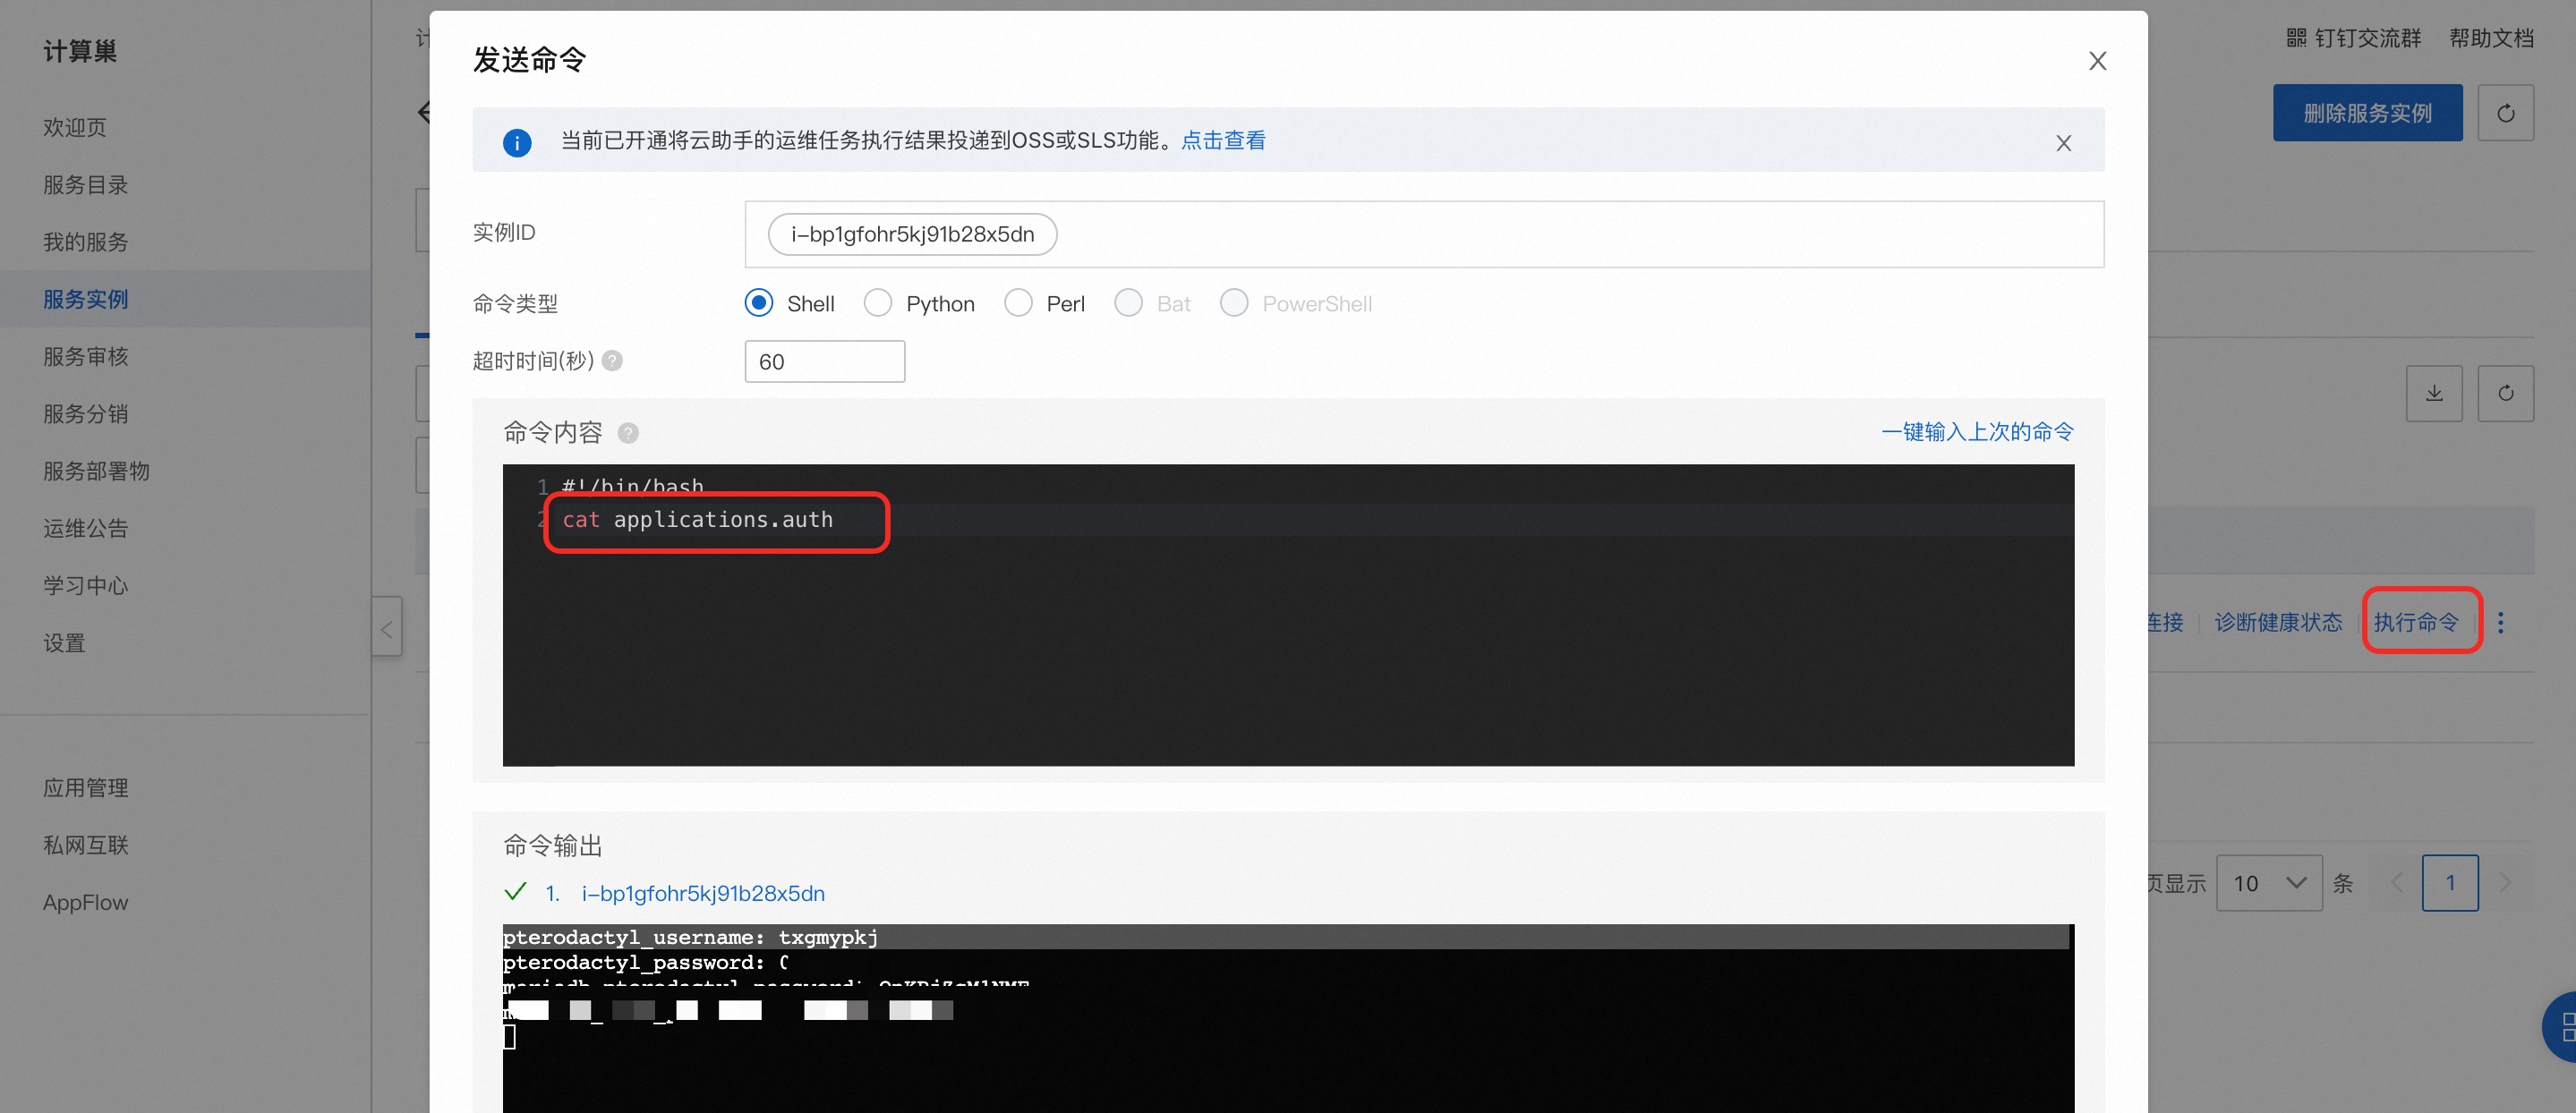 计算巢
欢迎页
服务目录
我的服务
服务实例
服务审核
服务分销
服务部署物
运维公告
学习中心
设置
应用管理
私网互联
AppFlow
钉钉交流群 帮助文档
删除服务实例
发送命令
当前已开通将云助手的运维任务执行结果投递到OSS或SLS功能。点击查看
实例ID i-bp1gfohr5kj91b28x5dn
命令类型 Shell Python Perl Bat PowerShell
超时时间(秒) ? 60
命令内容 ? 一键输入上次的命令
1 #!/bin/bash
2 cat applications.auth
连接 诊断健康状态 执行命令
命令输出
1. i-bp1gfohr5kj91b28x5dn
pterodactyl_username: txgmypkj
pterodactyl_password:
页显示 10 条 1